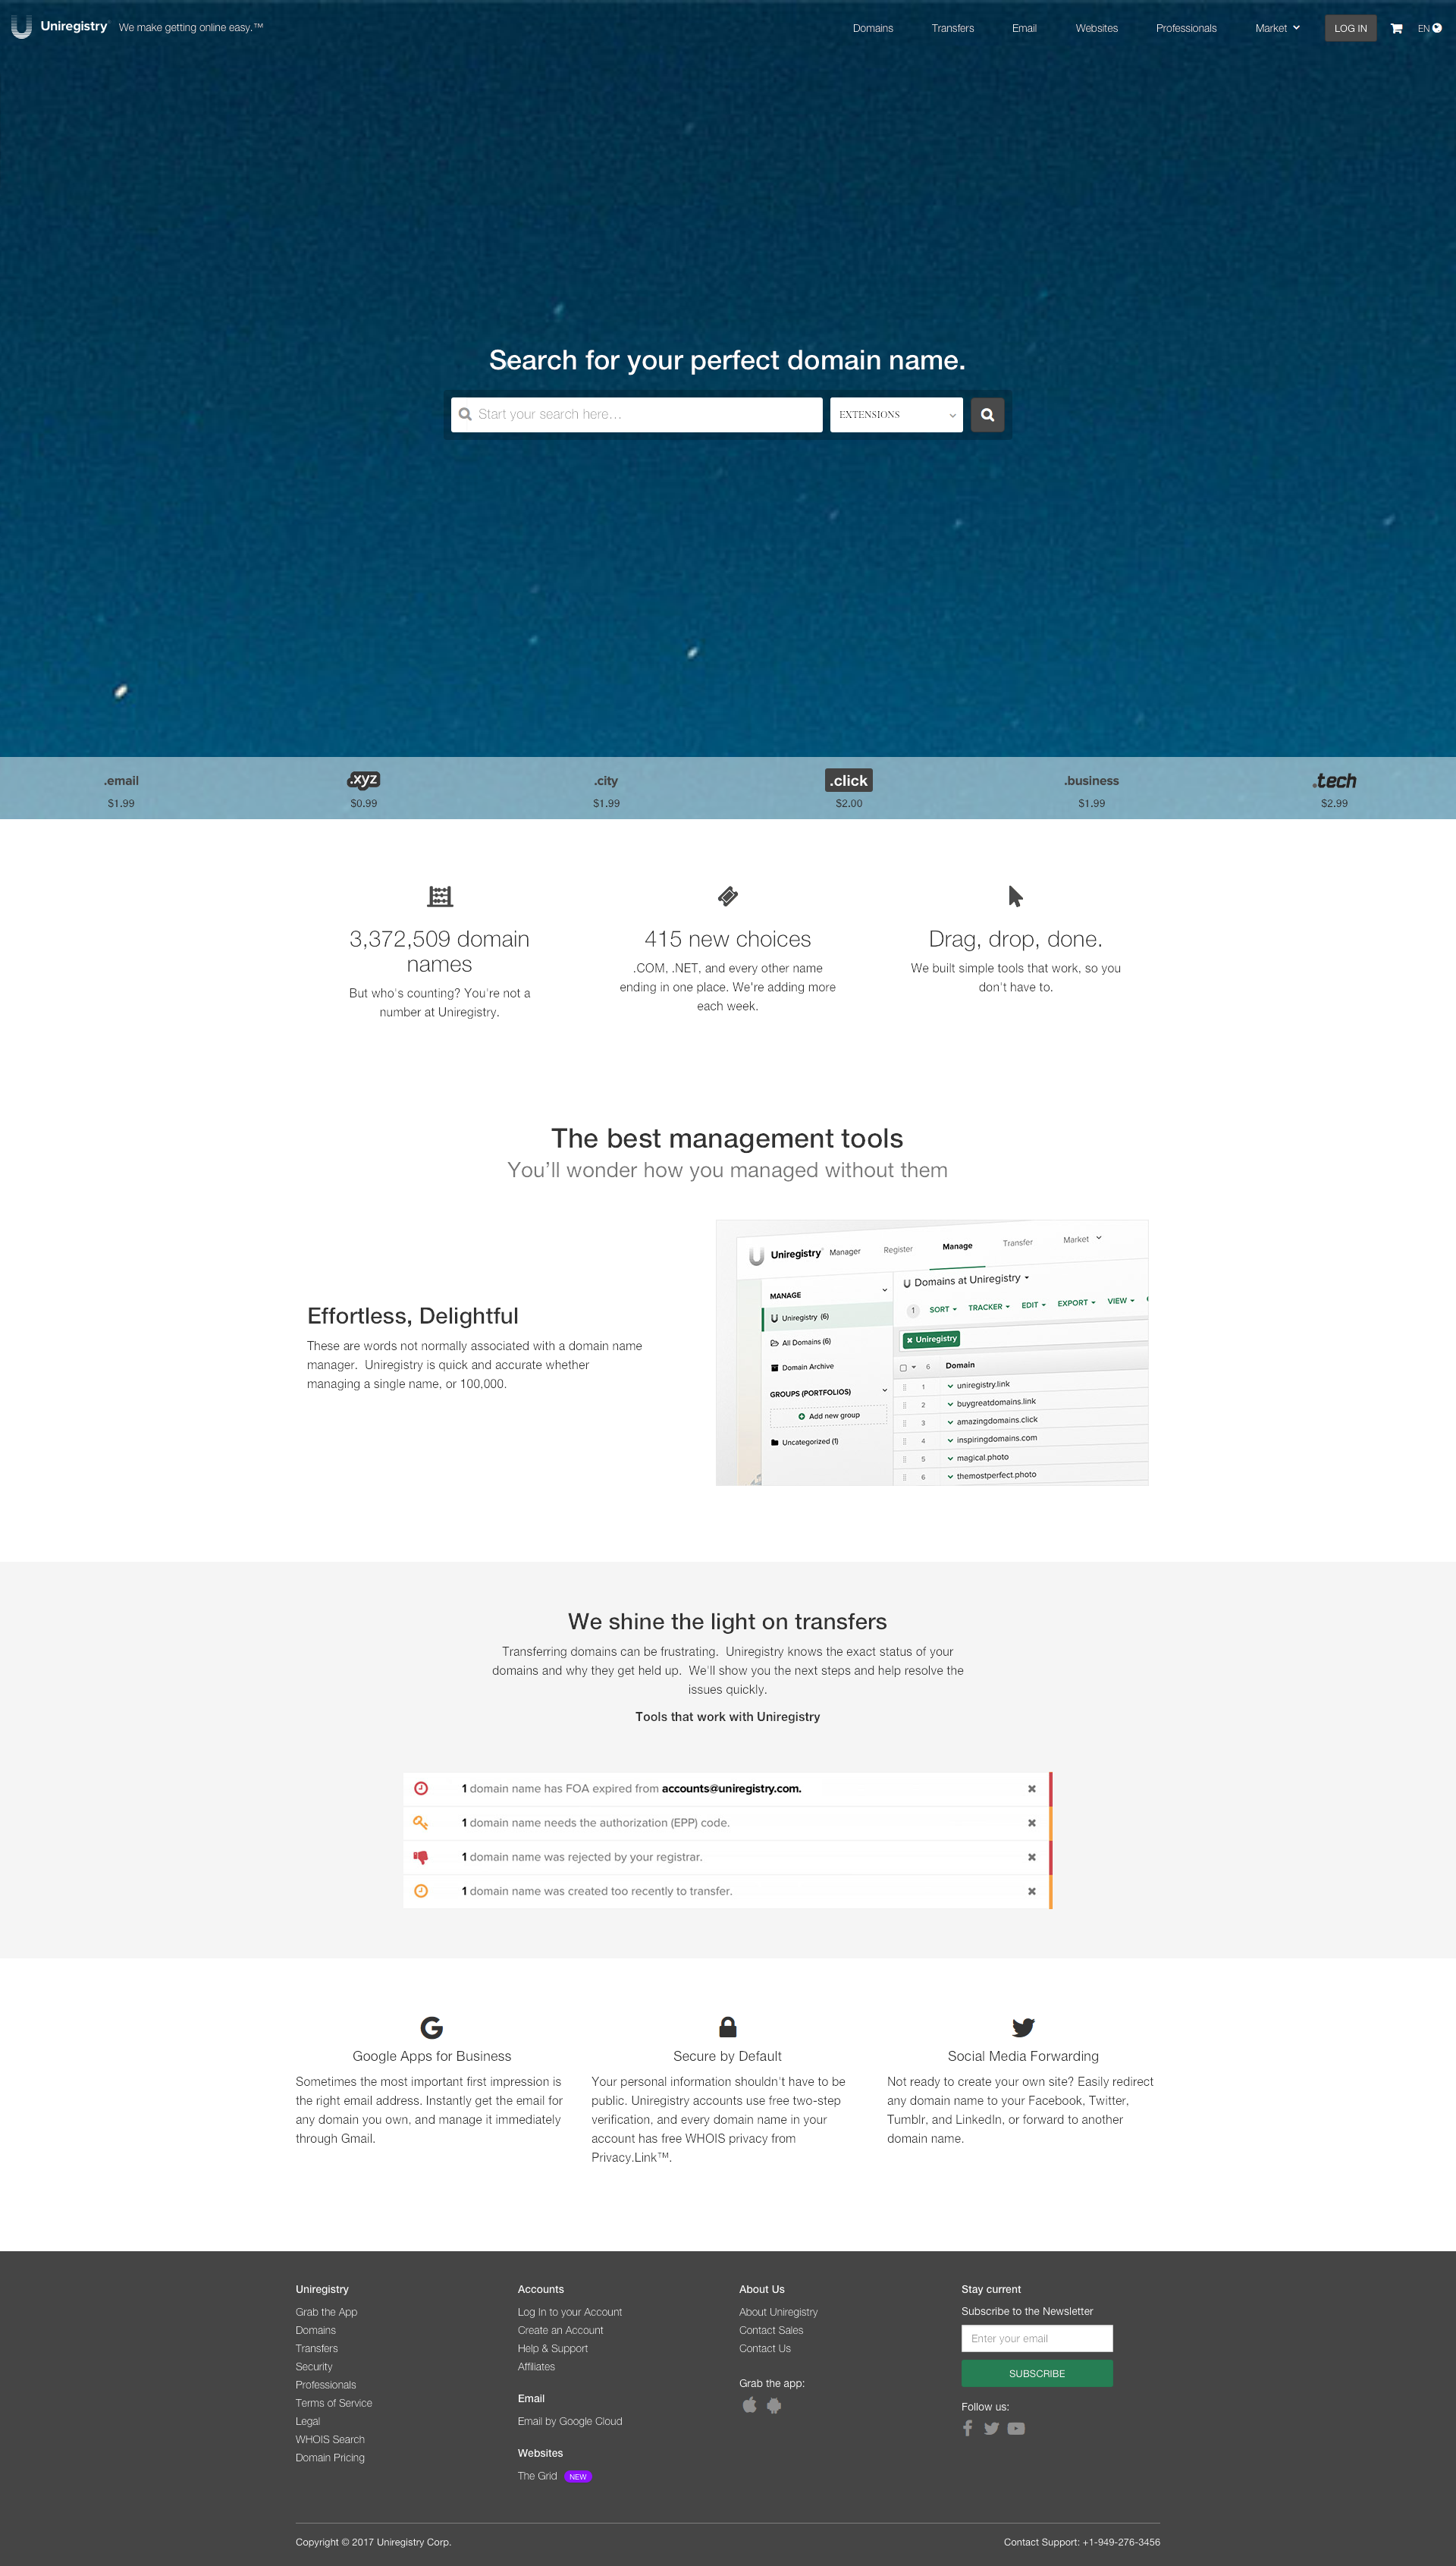 Uniregistry We make getting online easy.™
Domains Transfers Email Websites Professionals Market LOG IN EN
Search for your perfect domain name.
Start your search here...
EXTENSIONS
.email .xyz .city .click .business .tech
$1.99 $0.99 $1.99 $2.00 $1.99 $2.99
3,372,509 domain
names
But who's counting? You're not a
number at Uniregistry.
415 new choices
.COM, .NET, and every other name
ending in one place. We're adding more
each week.
Drag, drop, done.
We built simple tools that work, so you
don't have to.
The best management tools
You'll wonder how you managed without them
Effortless, Delightful
These are words not normally associated with a domain name
manager.  Uniregistry is quick and accurate whether
managing a single name, or 100,000.
Uniregistry Manager Register Manage Transfer Market
MANAGE
Uniregistry (6)
All Domains (6)
Domain Archive
GROUPS (PORTFOLIOS)
Add new group
Uncategorized (1)
Domains at Uniregistry
1 SORT TRACKER EDIT EXPORT VIEW
Uniregistry
6 Domain
1 uniregistry.link
2 buygreatdomains.link
3 amazingdomains.click
4 inspiringdomains.com
5 magical.photo
6 themostperfect.photo
We shine the light on transfers
Transferring domains can be frustrating.  Uniregistry knows the exact status of your
domains and why they get held up.  We'll show you the next steps and help resolve the
issues quickly.
Tools that work with Uniregistry
1 domain name has FOA expired from accounts@uniregistry.com.
1 domain name needs the authorization (EPP) code.
1 domain name was rejected by your registrar.
1 domain name was created too recently to transfer.
Google Apps for Business
Sometimes the most important first impression is
the right email address. Instantly get the email for
any domain you own, and manage it immediately
through Gmail.
Secure by Default
Your personal information shouldn't have to be
public. Uniregistry accounts use free two-step
verification, and every domain name in your
account has free WHOIS privacy from
Privacy.Link™.
Social Media Forwarding
Not ready to create your own site? Easily redirect
any domain name to your Facebook, Twitter,
Tumblr, and LinkedIn, or forward to another
domain name.
Uniregistry
Grab the App
Domains
Transfers
Security
Professionals
Terms of Service
Legal
WHOIS Search
Domain Pricing
Accounts
Log In to your Account
Create an Account
Help & Support
Affiliates
Email
Email by Google Cloud
Websites
The Grid NEW
About Us
About Uniregistry
Contact Sales
Contact Us
Grab the app:
Stay current
Subscribe to the Newsletter
Enter your email
SUBSCRIBE
Follow us:
Copyright © 2017 Uniregistry Corp.
Contact Support: +1-949-276-3456